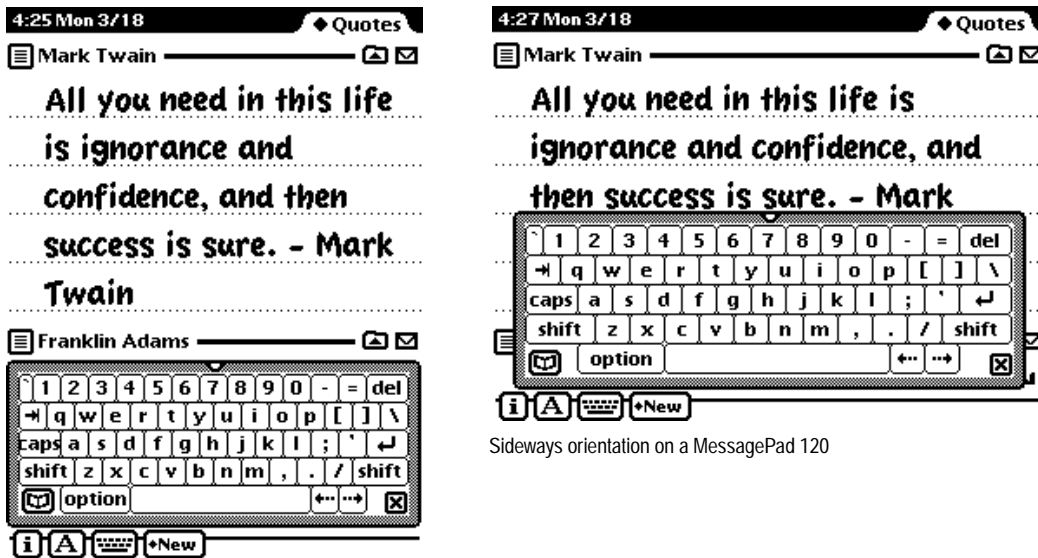 4:25 Mon 3/18 ◆Quotes
Mark Twain
All you need in this life
is ignorance and
confidence, and then
success is sure. – Mark
Twain
Franklin Adams
` 1 2 3 4 5 6 7 8 9 0 - = del
q w e r t y u i o p [ ] \
caps a s d f g h j k l ; '
shift z x c v b n m , . / shift
option
i A ◆New
4:27 Mon 3/18 ◆Quotes
Mark Twain
All you need in this life is
ignorance and confidence, and
then success is sure. – Mark
` 1 2 3 4 5 6 7 8 9 0 - = del
q w e r t y u i o p [ ] \
caps a s d f g h j k l ; '
shift z x c v b n m , . / shift
option
i A ◆New
Sideways orientation on a MessagePad 120